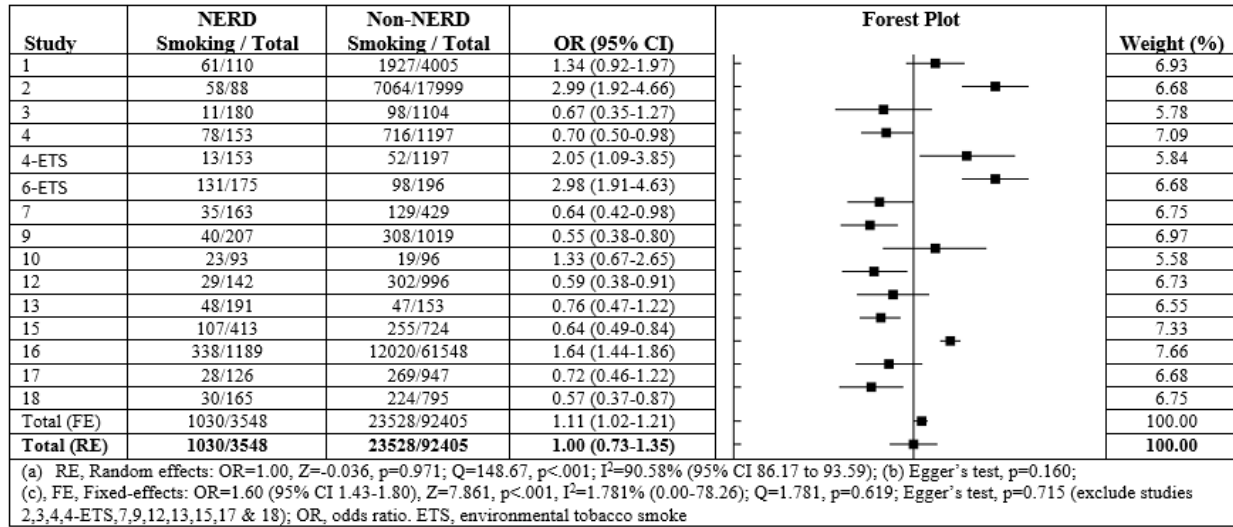 NERD Non-NERD Forest Plot
Study Smoking / Total Smoking / Total OR (95% CI) Weight (%)
1 61/110 1927/4005 1.34 (0.92-1.97) 6.93
2 58/88 7064/17999 2.99 (1.92-4.66) 6.68
3 11/180 98/1104 0.67 (0.35-1.27) 5.78
4 78/153 716/1197 0.70 (0.50-0.98) 7.09
4-ETS 13/153 52/1197 2.05 (1.09-3.85) 5.84
6-ETS 131/175 98/196 2.98 (1.91-4.63) 6.68
7 35/163 129/429 0.64 (0.42-0.98) 6.75
9 40/207 308/1019 0.55 (0.38-0.80) 6.97
10 23/93 19/96 1.33 (0.67-2.65) 5.58
12 29/142 302/996 0.59 (0.38-0.91) 6.73
13 48/191 47/153 0.76 (0.47-1.22) 6.55
15 107/413 255/724 0.64 (0.49-0.84) 7.33
16 338/1189 12020/61548 1.64 (1.44-1.86) 7.66
17 28/126 269/947 0.72 (0.46-1.22) 6.68
18 30/165 224/795 0.57 (0.37-0.87) 6.75
Total (FE) 1030/3548 23528/92405 1.11 (1.02-1.21) 100.00
Total (RE) 1030/3548 23528/92405 1.00 (0.73-1.35) 100.00
(a) RE, Random effects: OR=1.00, Z=-0.036, p=0.971; Q=148.67, p<.001; I²=90.58% (95% CI 86.17 to 93.59); (b) Egger's test, p=0.160;
(c), FE, Fixed-effects: OR=1.60 (95% CI 1.43-1.80), Z=7.861, p<.001, I²=1.781% (0.00-78.26); Q=1.781, p=0.619; Egger's test, p=0.715 (exclude studies
2,3,4,4-ETS,7,9,12,13,15,17 & 18); OR, odds ratio. ETS, environmental tobacco smoke